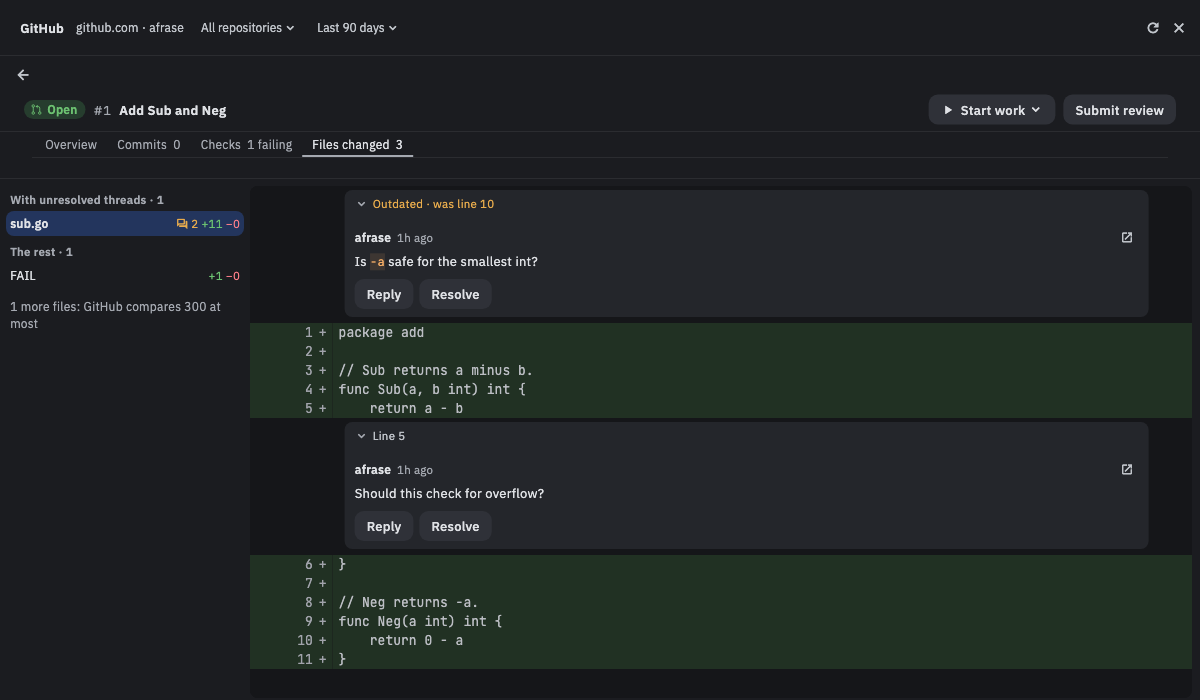 GitHub github.com · afrase All repositories Last 90 days
Open #1 Add Sub and Neg Start work Submit review
Overview Commits 0 Checks 1 failing Files changed 3
With unresolved threads · 1
sub.go 2 +11 −0
The rest · 1
FAIL +1 −0
1 more files: GitHub compares 300 at
most
Outdated · was line 10
afrase 1h ago
Is -a safe for the smallest int?
Reply Resolve
1 + package add
2 +
3 + // Sub returns a minus b.
4 + func Sub(a, b int) int {
5 + return a - b
Line 5
afrase 1h ago
Should this check for overflow?
Reply Resolve
6 + }
7 +
8 + // Neg returns -a.
9 + func Neg(a int) int {
10 + return 0 - a
11 + }